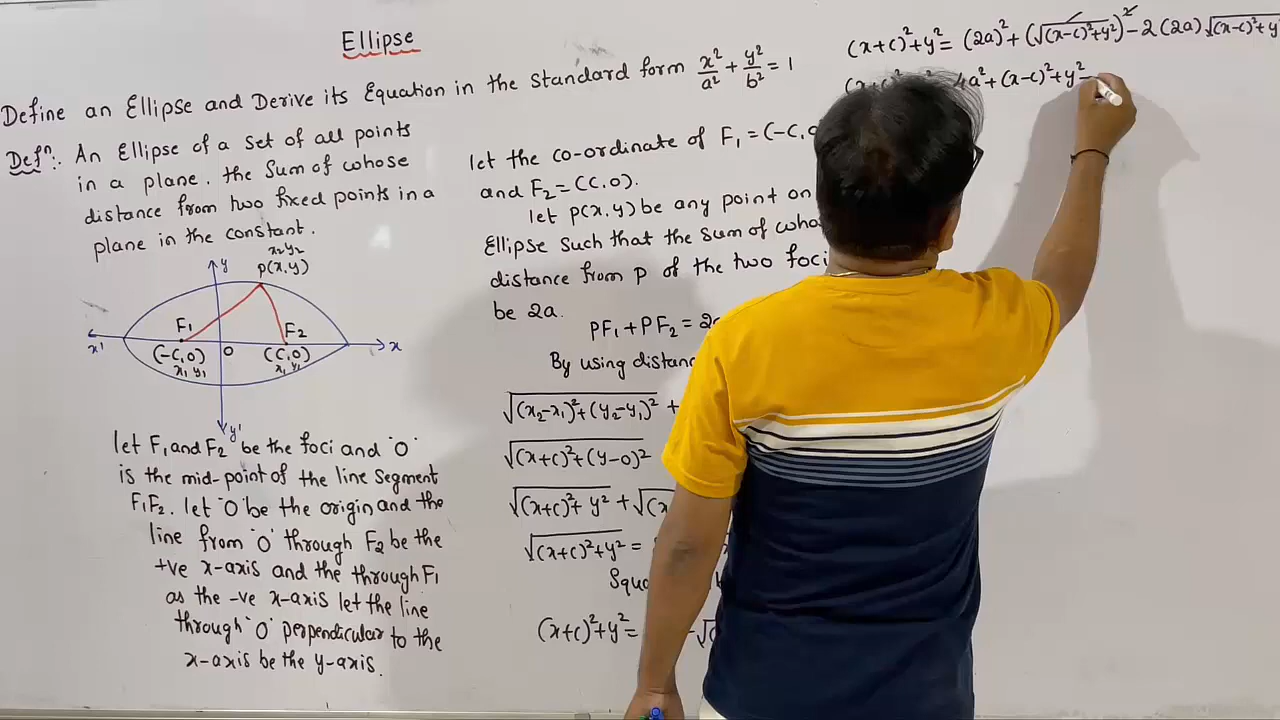 Ellipse
Define an Ellipse and Derive its Equation in the Standard form x²/a² + y²/b² = 1
Defⁿ:. An Ellipse of a set of all points
in a plane. the Sum of whose
distance from two fixed points in a
plane in the constant.
x₂ y₂
y
p(x,y)
F₁
F₂
x'
(-C,0)
O
(C,0)
x
x₁ y₁
x₁ y₁
y'
let F₁ and F₂ be the foci and "O"
is the mid-point of the line Segment
F₁F₂. let "O" be the origin and the
line from "O" through F₂ be the
+ve x-axis and the through F₁
as the -ve x-axis let the line
through "O" perpendicular to the
x-axis be the y-axis.
let the co-ordinate of F₁ = (-C,0
and F₂ = (C,0).
let p(x,y) be any point on
Ellipse such that the sum of
distance from p of the two foci
be 2a.
PF₁ + PF₂ = 2
By using
√(x₂-x₁)²+(y₂-y₁)² +
√(x+c)²+(y-0)²
√(x+c)²+y² + √(x
√(x+c)²+y² =
(x+c)²+y² =
(x+c)²+y² = (2a)² + (√(x-c)²+y²)² - 2(2a)√(x-c)²+y
4a² + (x-c)² + y² -